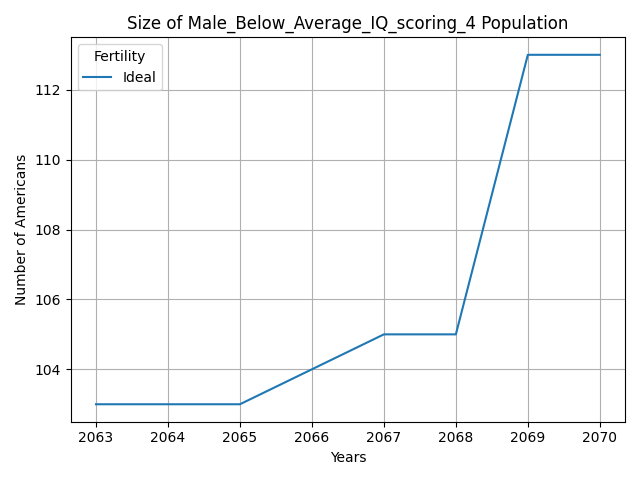 Size of Male_Below_Average_IQ_scoring_4 Population
Fertility
Ideal
Number of Americans
112
110
108
106
104
2063 2064 2065 2066 2067 2068 2069 2070
Years